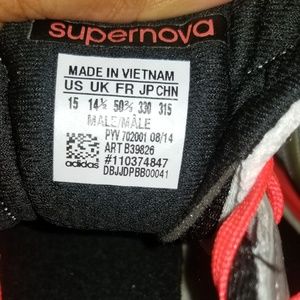 supernova
MADE IN VIETNAM
US UK FR JP CHN
15 14½ 50⅔ 330 315
MALE/MÂLE
PYV 702001 08/14
ART B39826
#110374847
DBJJDPBB00041
adidas